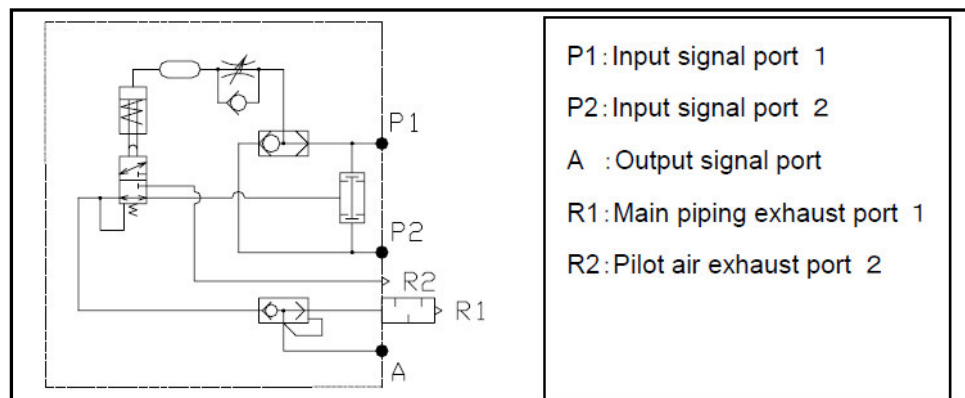 P1
P2
R2
R1
A
P1:Input signal port 1
P2:Input signal port 2
A :Output signal port
R1:Main piping exhaust port 1
R2:Pilot air exhaust port 2